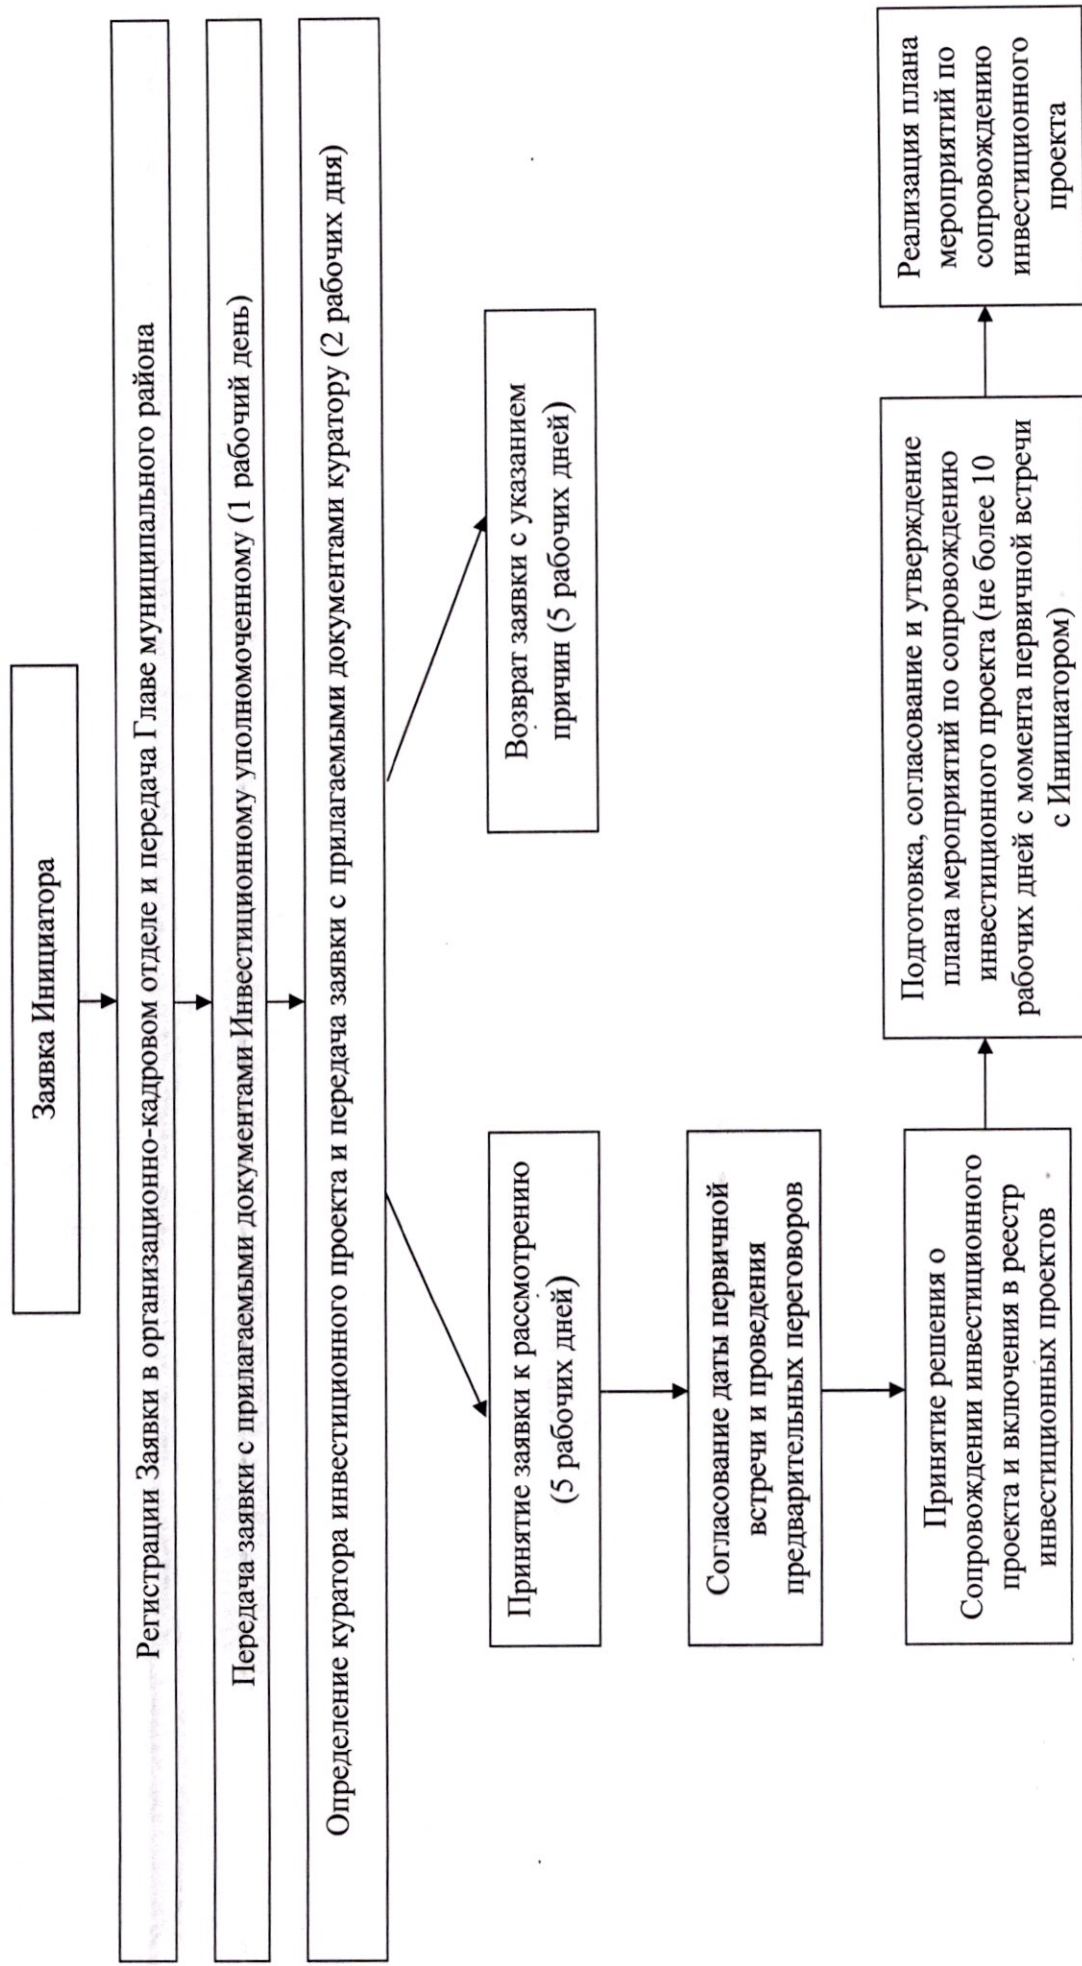 Заявка Инициатора
Регистрации Заявки в организационно-кадровом отделе и передача Главе муниципального района
Передача заявки с прилагаемыми документами Инвестиционному уполномоченному (1 рабочий день)
Определение куратора инвестиционного проекта и передача заявки с прилагаемыми документами куратору (2 рабочих дня)
Принятие заявки к рассмотрению
(5 рабочих дней)
Возврат заявки с указанием
причин (5 рабочих дней)
Согласование даты первичной
встречи и проведения
предварительных переговоров
Принятие решения о
Сопровождении инвестиционного
проекта и включения в реестр
инвестиционных проектов
Подготовка, согласование и утверждение
плана мероприятий по сопровождению
инвестиционного проекта (не более 10
рабочих дней с момента первичной встречи
с Инициатором)
Реализация плана
мероприятий по
сопровождению
инвестиционного
проекта